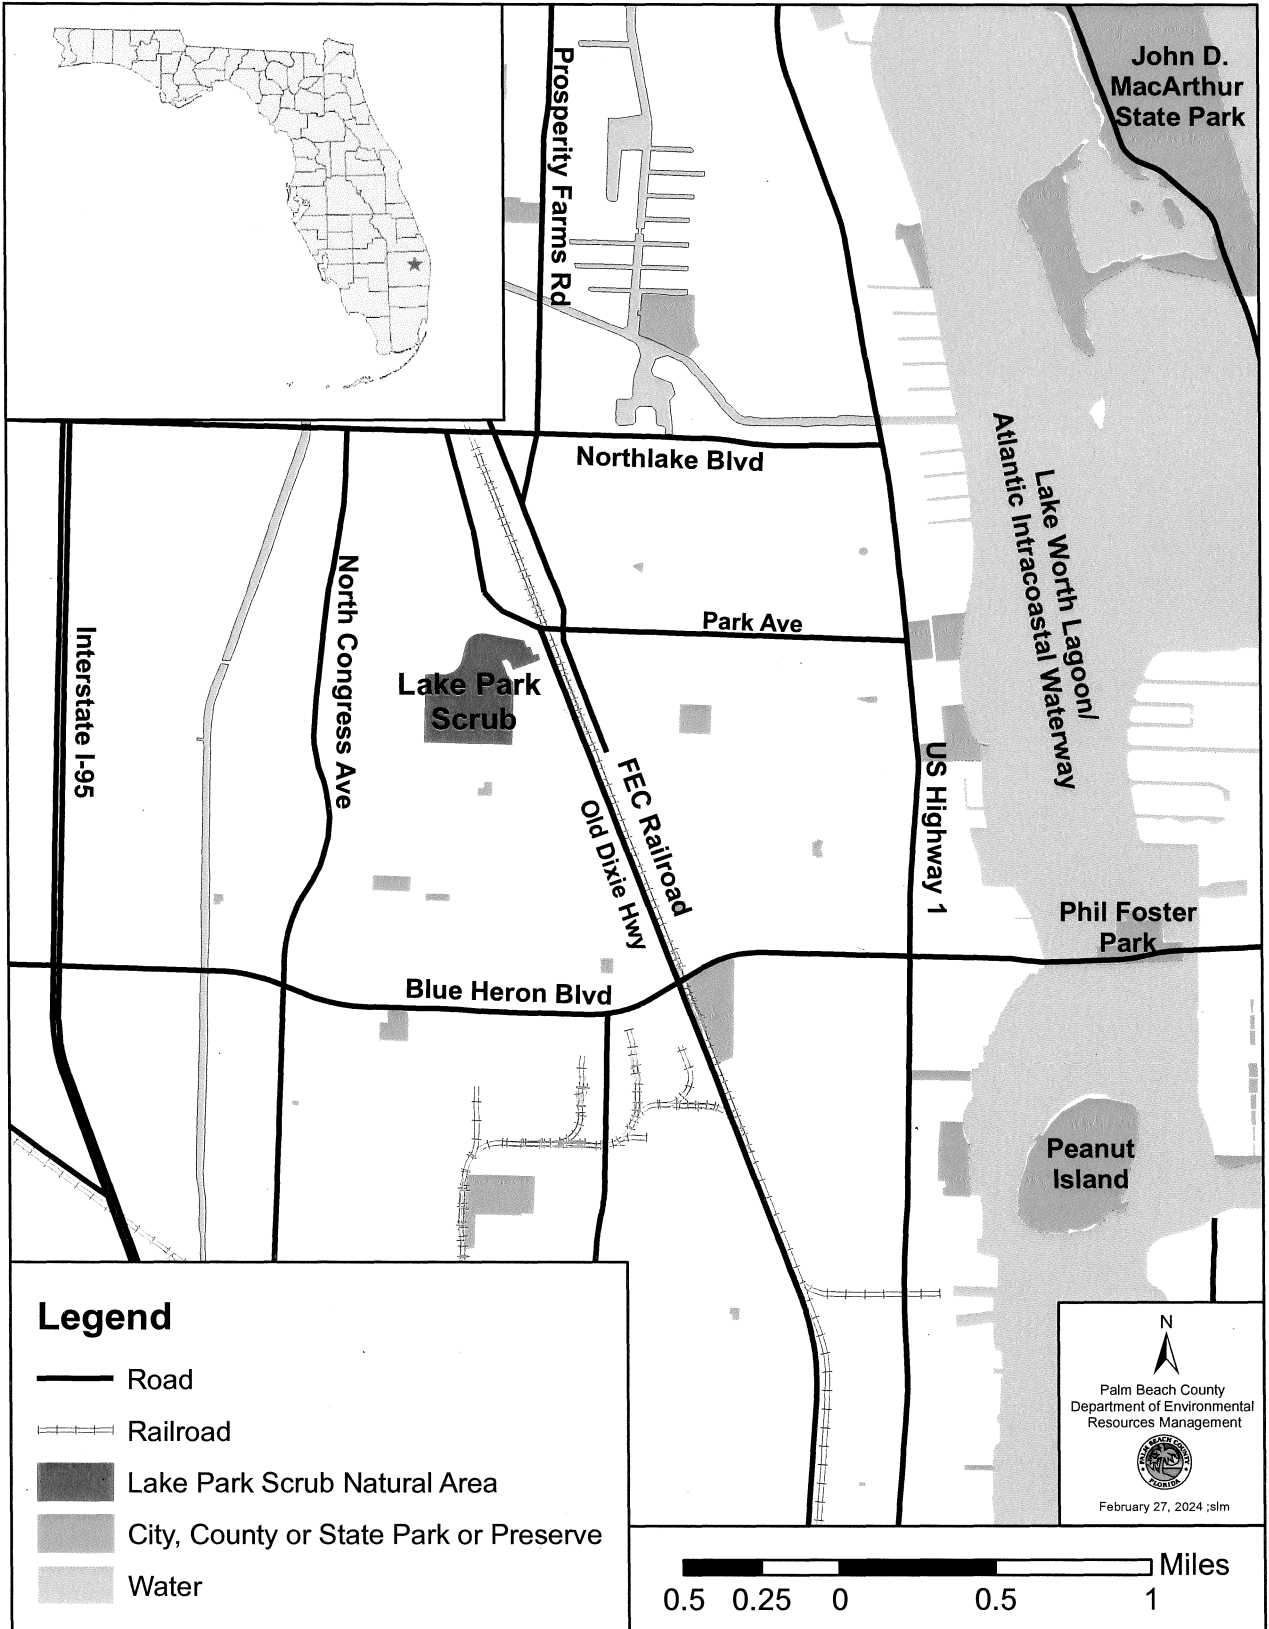 John D.
MacArthur
State Park
Prosperity Farms Rd
Northlake Blvd
Lake Worth Lagoon/
Atlantic Intracoastal Waterway
Interstate I-95
North Congress Ave
Park Ave
Lake Park
Scrub
FEC Railroad
Old Dixie Hwy
US Highway 1
Phil Foster
Park
Blue Heron Blvd
Peanut
Island
Legend
Road
Railroad
Lake Park Scrub Natural Area
City, County or State Park or Preserve
Water
N
Palm Beach County
Department of Environmental
Resources Management
PALM BEACH COUNTY
FLORIDA
February 27, 2024 ;slm
Miles
0.5 0.25 0 0.5 1